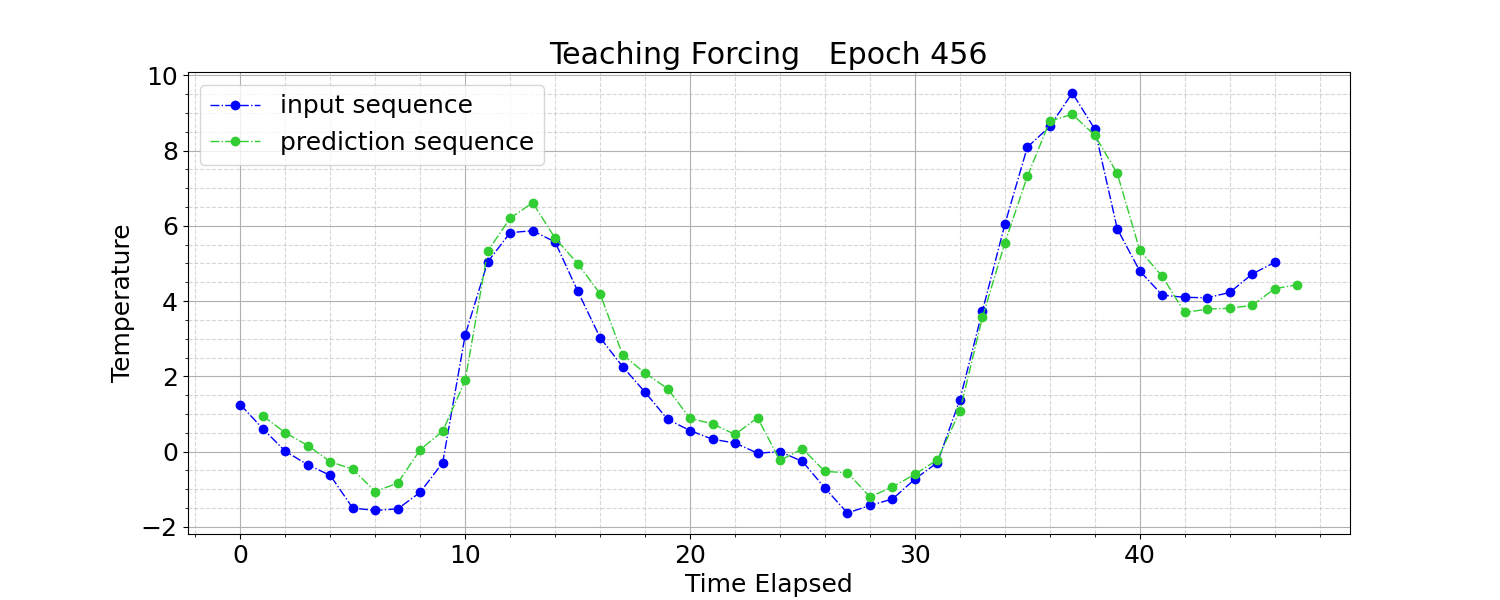 Teaching Forcing   Epoch 456
10
8
6
4
2
0
−2
input sequence
prediction sequence
Temperature
0
10
20
30
40
Time Elapsed